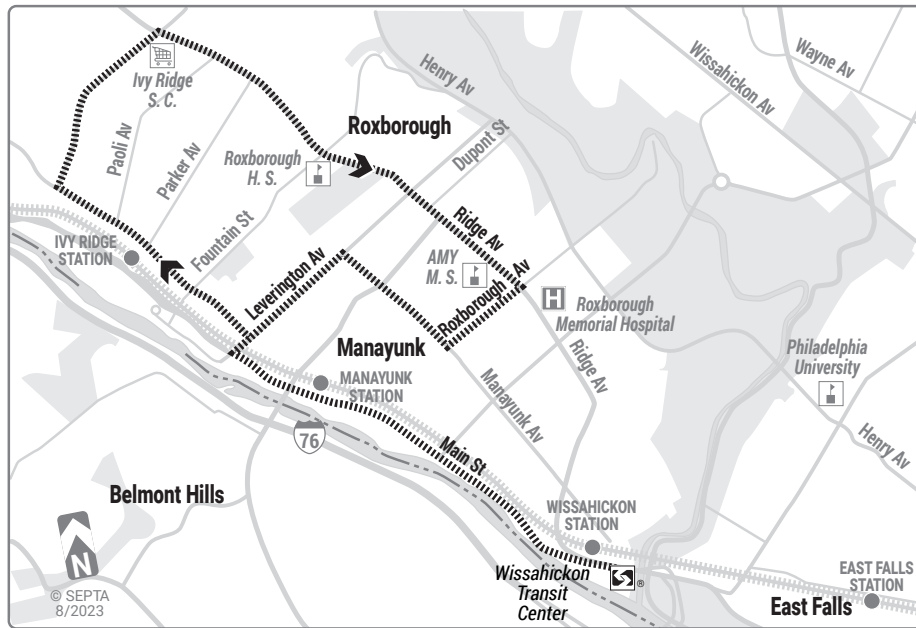 Ivy Ridge
S. C.
Paoli Av
Parker Av
Roxborough
H. S.
Roxborough
Henry Av
Dupont St
Wissahickon Av
Wayne Av
Fountain St
IVY RIDGE
STATION
Leverington Av
AMY
M. S.
Ridge Av
Roxborough Av
H
Roxborough
Memorial Hospital
Manayunk
MANAYUNK
STATION
Manayunk Av
Ridge Av
Philadelphia
University
Henry Av
76
Main St
Belmont Hills
N
© SEPTA
8/2023
WISSAHICKON
STATION
Wissahickon
Transit
Center
®
EAST FALLS
STATION
East Falls